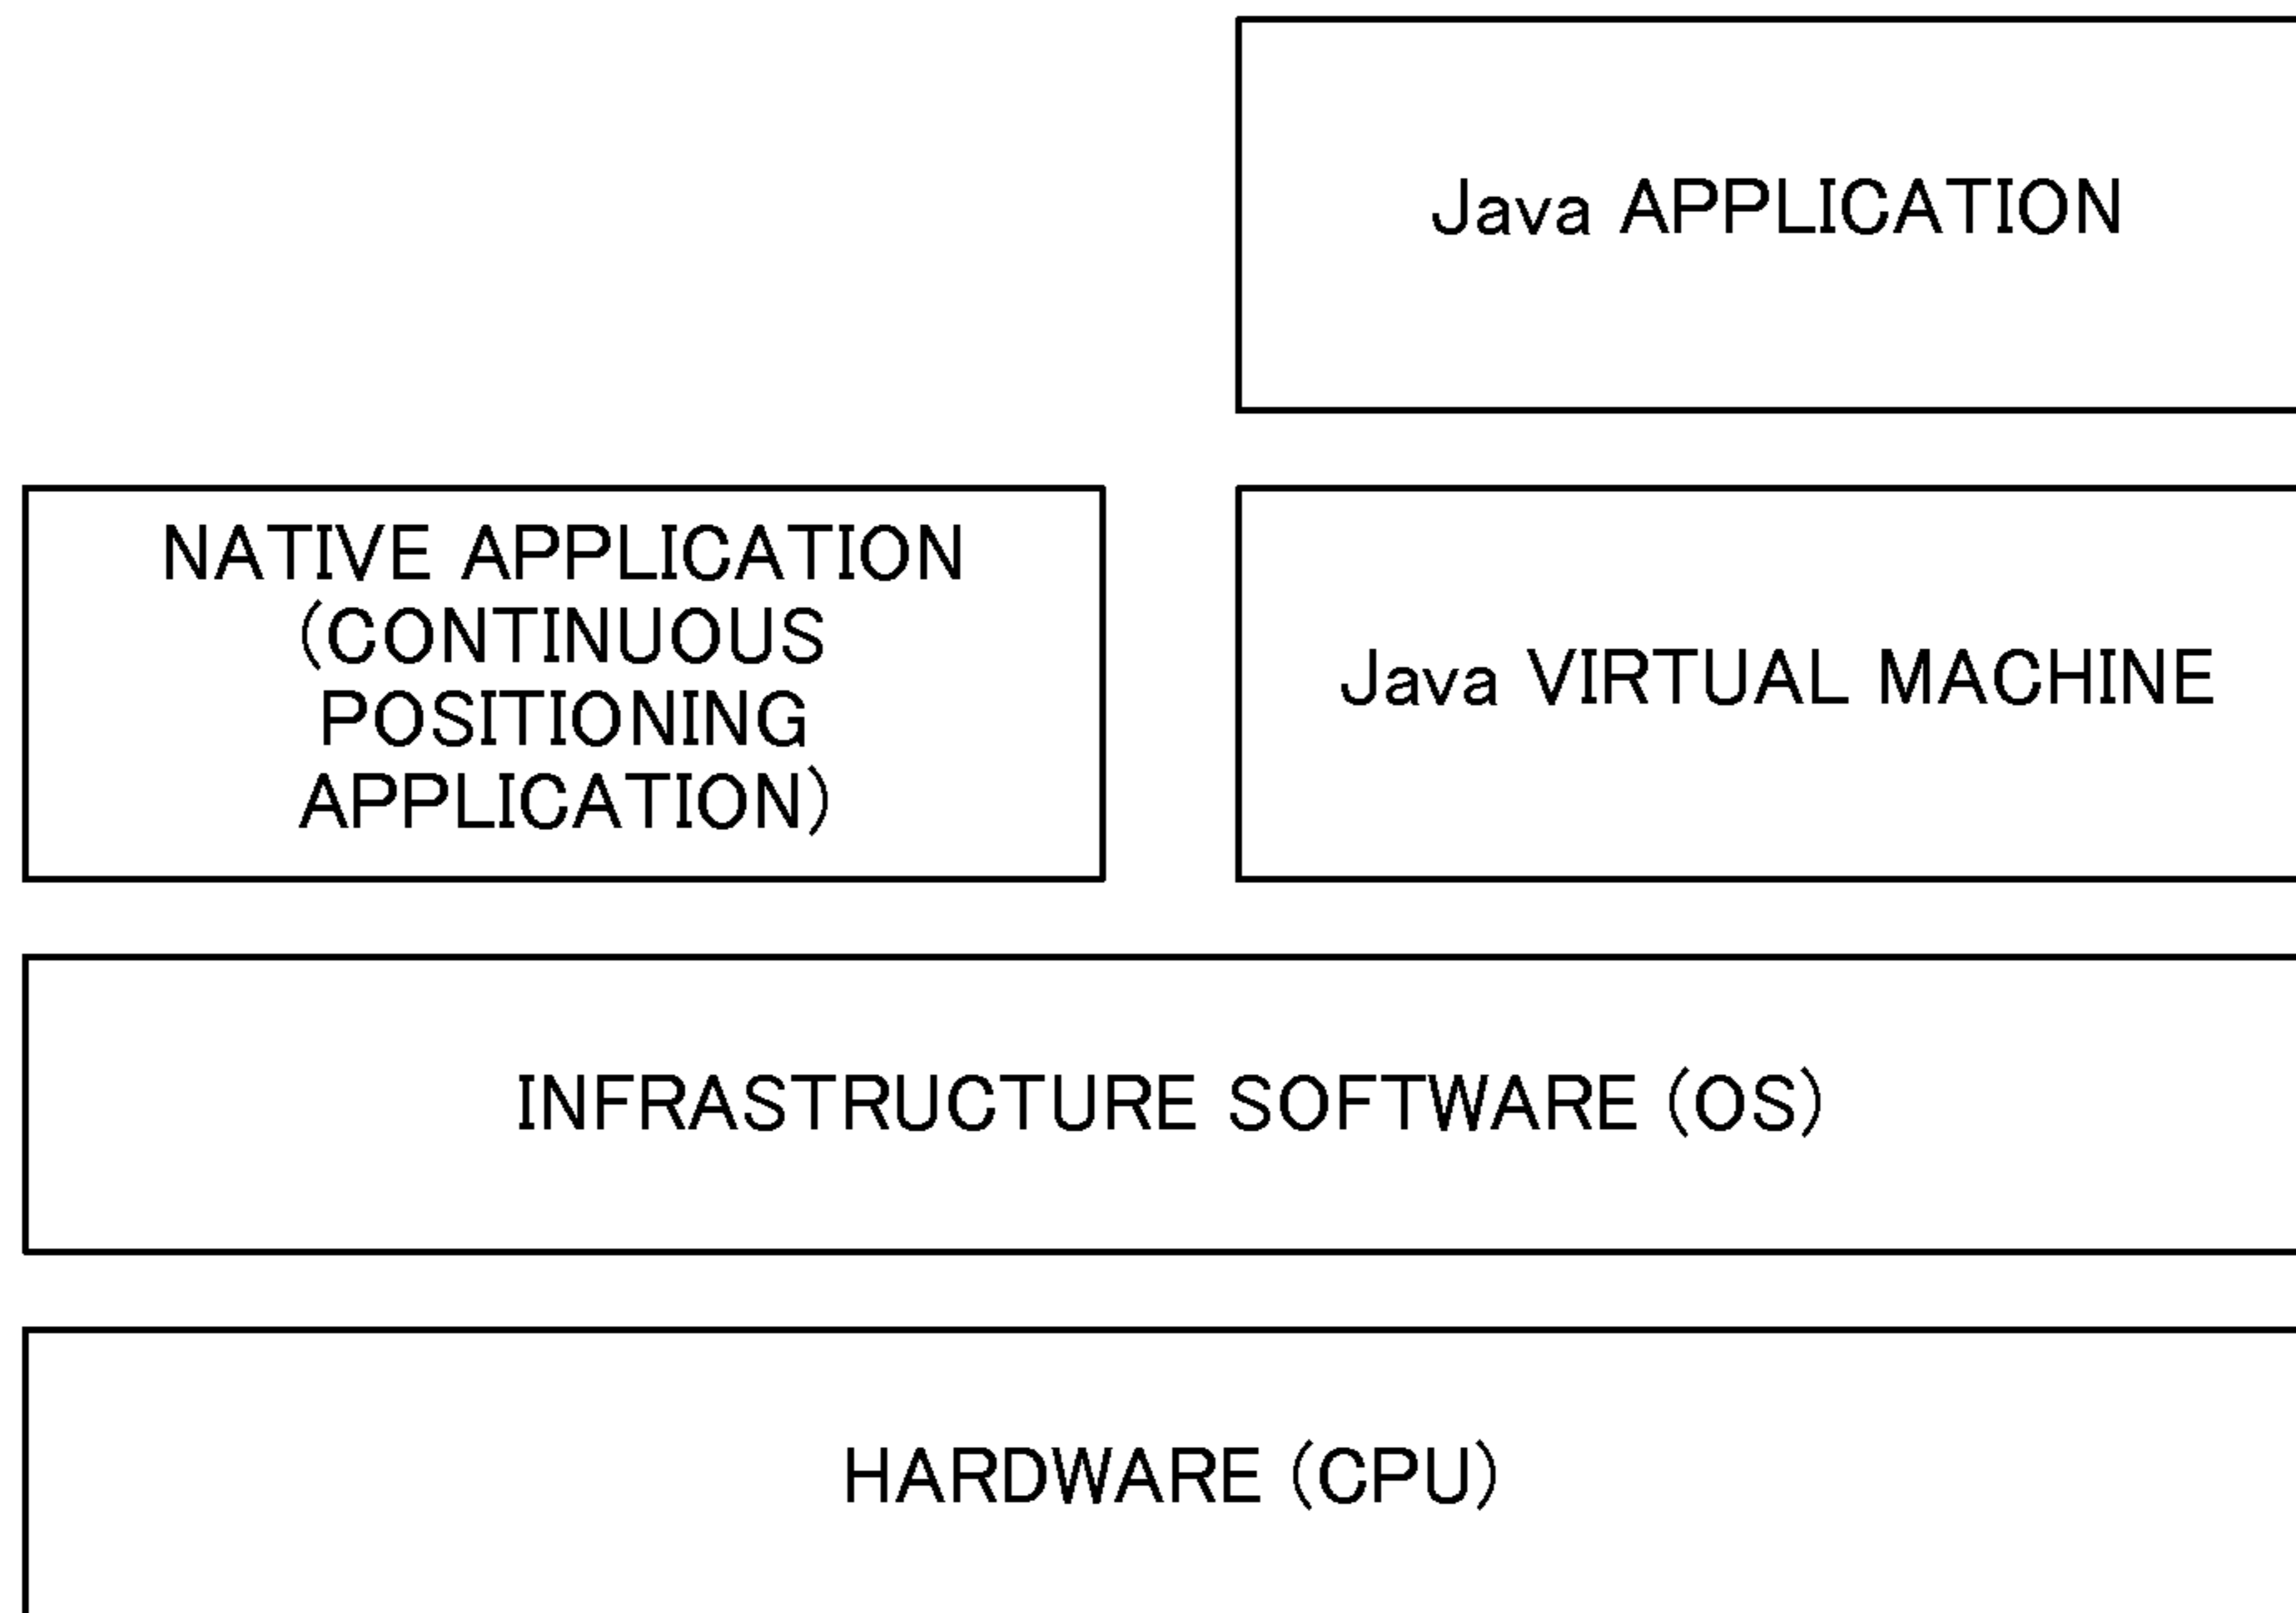 Java APPLICATION
NATIVE APPLICATION
(CONTINUOUS
POSITIONING
APPLICATION)
Java VIRTUAL MACHINE
INFRASTRUCTURE SOFTWARE (OS)
HARDWARE (CPU)